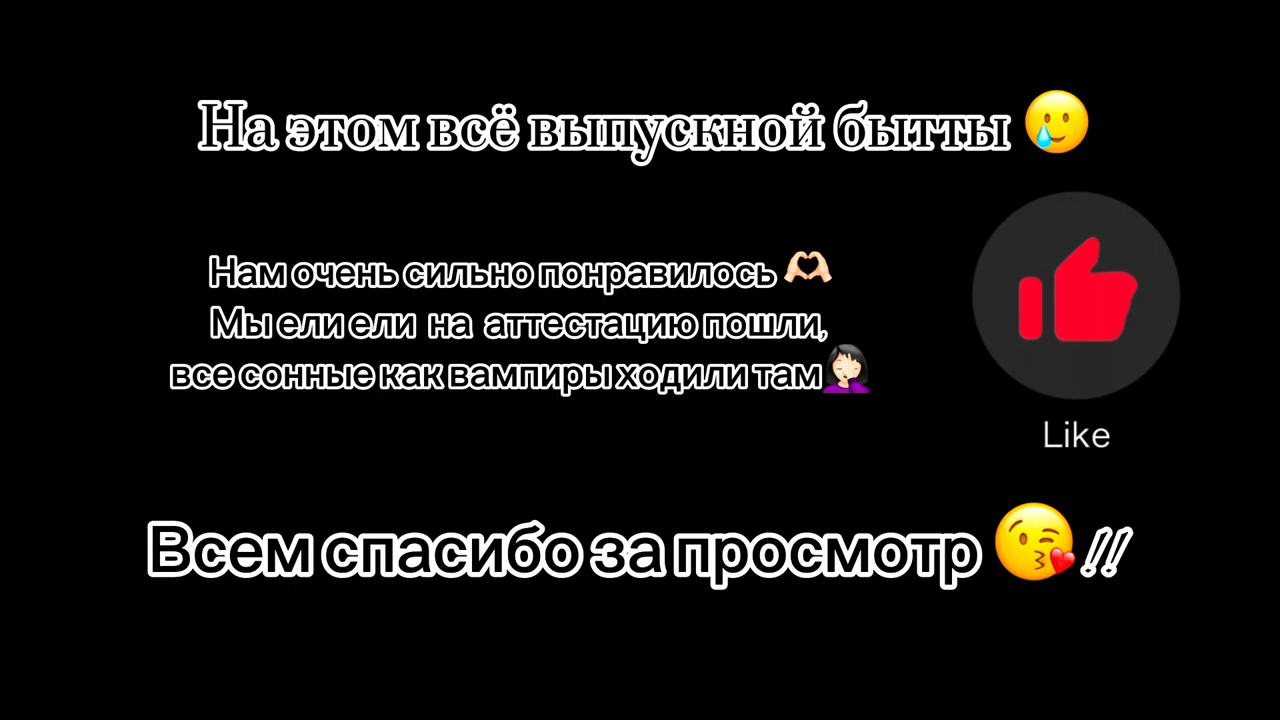 На этом всё выпускной бытты 🥲
Нам очень сильно понравилось 🫶🏻
Мы ели ели на аттестацию пошли,
все сонные как вампиры ходили там🤦🏻‍♀️
Like
Всем спасибо за просмотр 😘!!